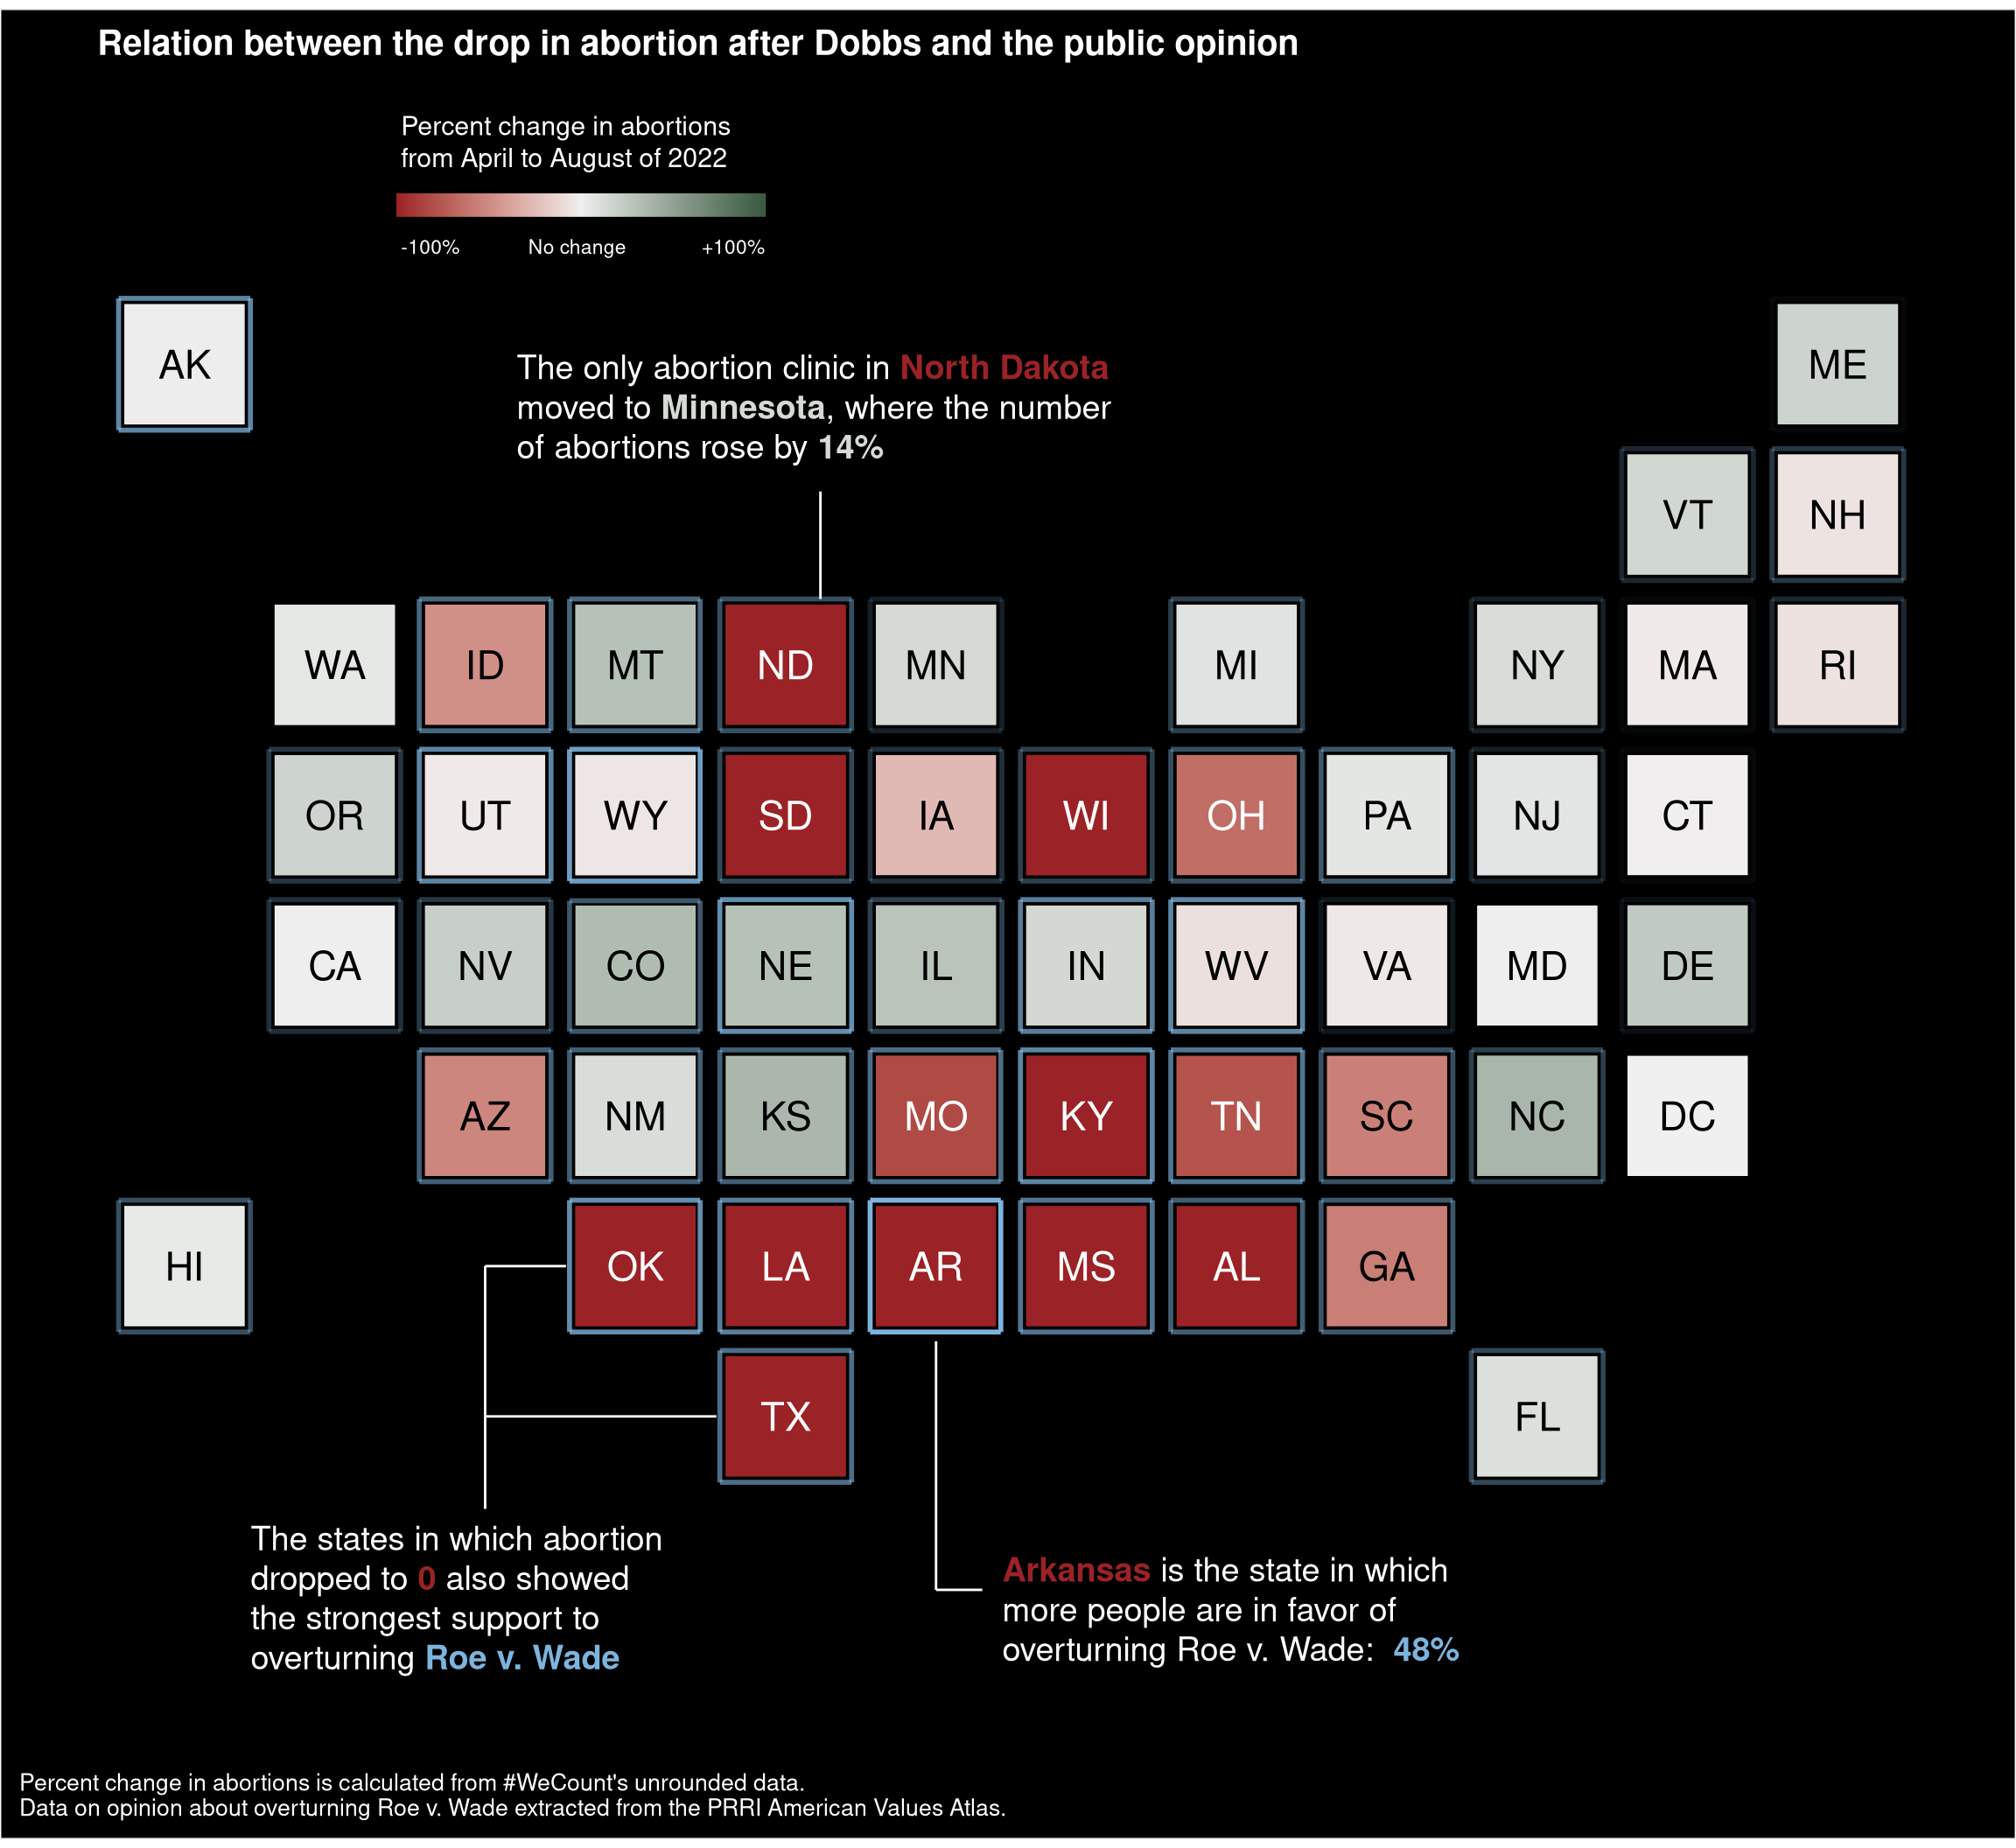 Relation between the drop in abortion after Dobbs and the public opinion
Percent change in abortions
from April to August of 2022
-100% No change +100%
AK
ME
The only abortion clinic in North Dakota
moved to Minnesota, where the number
of abortions rose by 14%
VT NH
WA ID MT ND MN MI NY MA RI
OR UT WY SD IA WI OH PA NJ CT
CA NV CO NE IL IN WV VA MD DE
AZ NM KS MO KY TN SC NC DC
HI OK LA AR MS AL GA
TX FL
The states in which abortion
dropped to 0 also showed
the strongest support to
overturning Roe v. Wade
Arkansas is the state in which
more people are in favor of
overturning Roe v. Wade: 48%
Percent change in abortions is calculated from #WeCount's unrounded data.
Data on opinion about overturning Roe v. Wade extracted from the PRRI American Values Atlas.